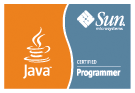 Sun
microsystems
Java
CERTIFIED
Programmer